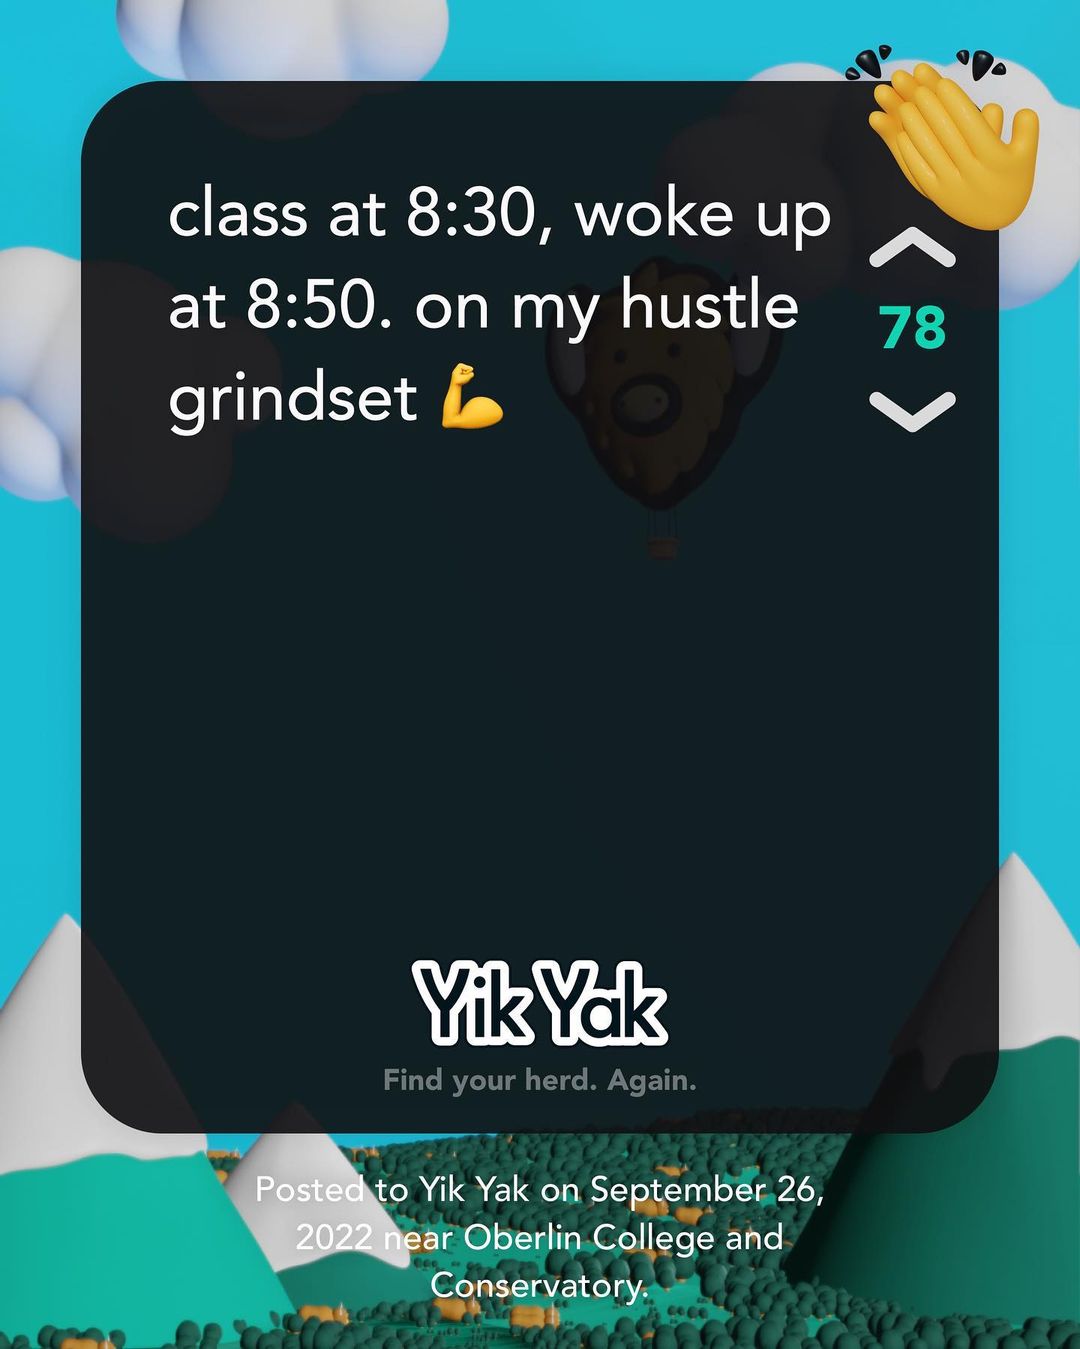 class at 8:30, woke up
at 8:50. on my hustle
grindset 💪
78
Yik Yak
Find your herd. Again.
Posted to Yik Yak on September 26,
2022 near Oberlin College and
Conservatory.